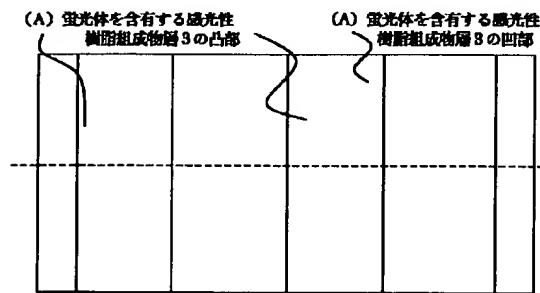 （A）蛍光体を含有する感光性
樹脂組成物層３の凸部
（A）蛍光体を含有する感光性
樹脂組成物層３の凹部